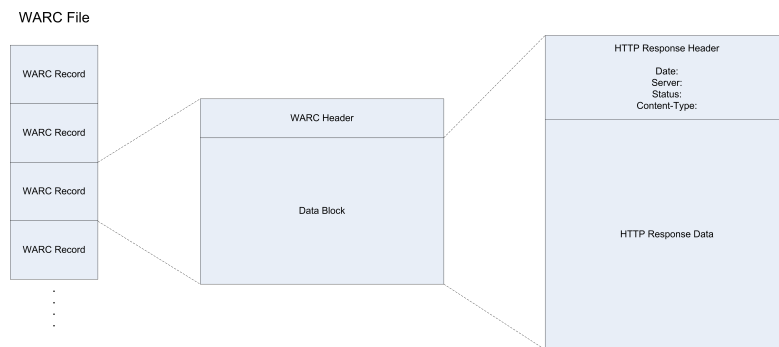 WARC File
WARC Record
WARC Record
WARC Record
WARC Record
WARC Header
Data Block
HTTP Response Header
Date:
Server:
Status:
Content-Type:
HTTP Response Data